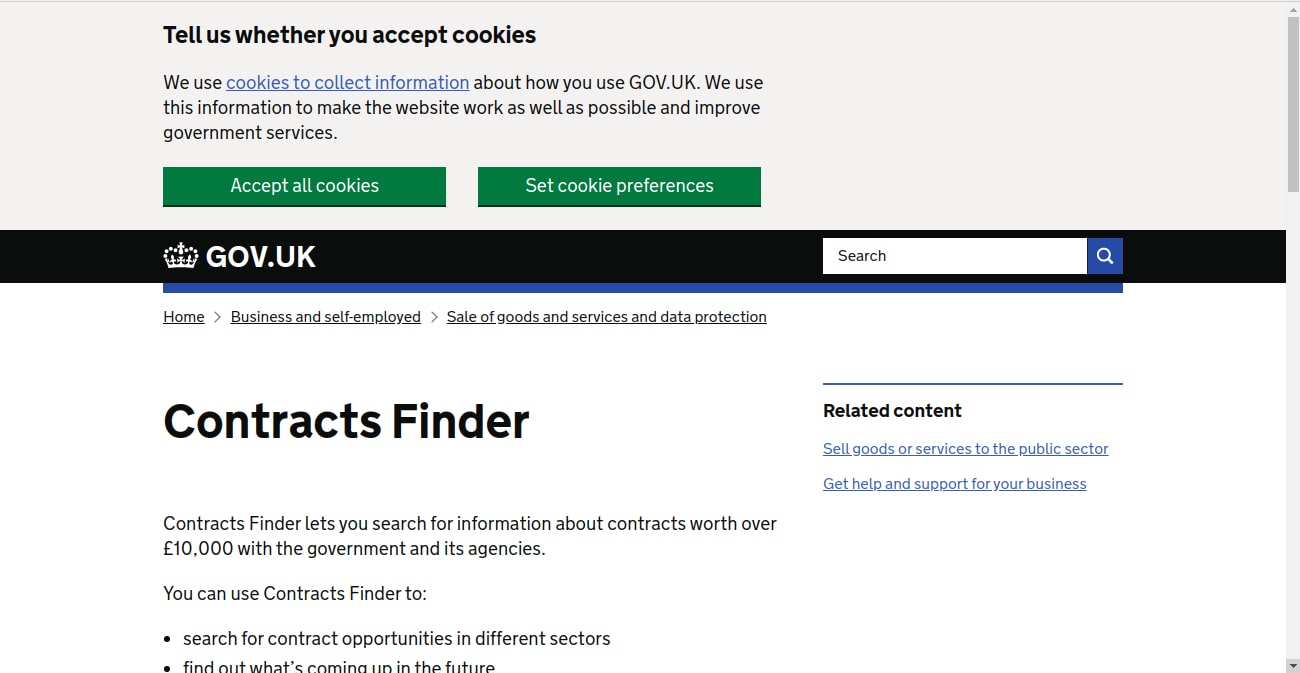 Tell us whether you accept cookies
We use cookies to collect information about how you use GOV.UK. We use
this information to make the website work as well as possible and improve
government services.
Accept all cookies
Set cookie preferences
GOV.UK
Search
Home
Business and self-employed
Sale of goods and services and data protection
Contracts Finder
Related content
Sell goods or services to the public sector
Get help and support for your business
Contracts Finder lets you search for information about contracts worth over
£10,000 with the government and its agencies.
You can use Contracts Finder to:
• search for contract opportunities in different sectors
• find out what's coming up in the future